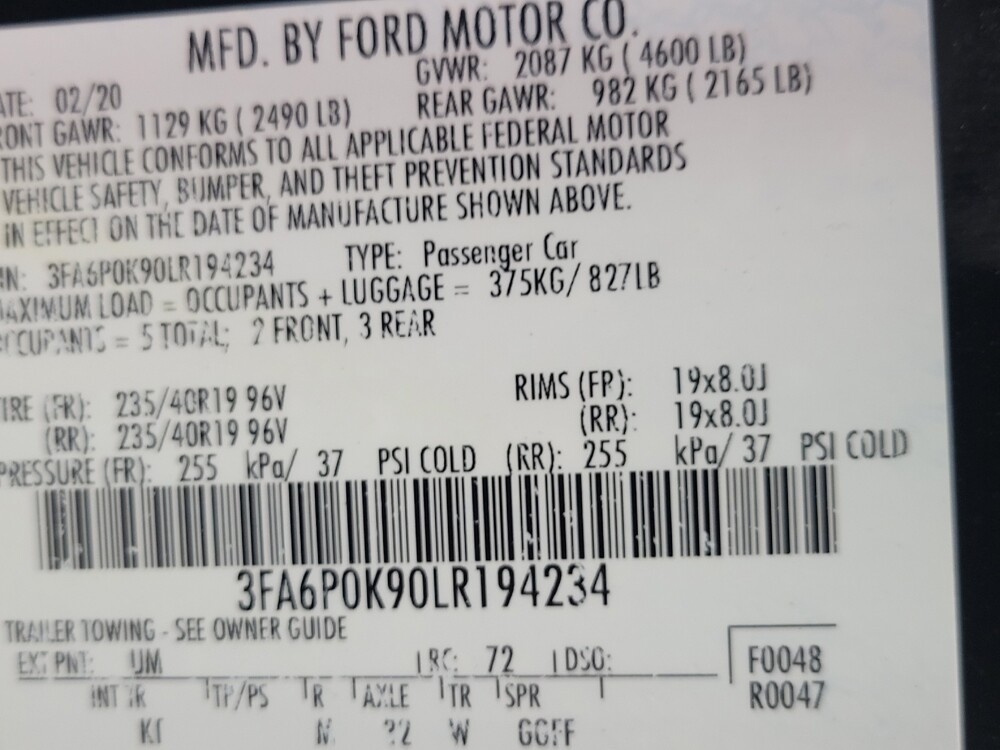 MFD. BY FORD MOTOR CO.
ATE: 02/20 GVWR: 2087 KG ( 4600 LB)
RONT GAWR: 1129 KG ( 2490 LB) REAR GAWR: 982 KG ( 2165 LB)
THIS VEHICLE CONFORMS TO ALL APPLICABLE FEDERAL MOTOR
VEHICLE SAFETY, BUMPER, AND THEFT PREVENTION STANDARDS
IN EFFECT ON THE DATE OF MANUFACTURE SHOWN ABOVE.
IN: 3FA6P0K90LR194234 TYPE: Passenger Car
MAXIMUM LOAD = OCCUPANTS + LUGGAGE = 375KG/ 827LB
OCCUPANTS = 5 TOTAL; 2 FRONT, 3 REAR
IRE (FR): 235/40R19 96V RIMS (FR): 19x8.0J
(RR): 235/40R19 96V (RR): 19x8.0J
PRESSURE (FR): 255 kPa/ 37 PSI COLD (RR): 255 kPa/ 37 PSI COLD
3FA6P0K90LR194234
TRAILER TOWING - SEE OWNER GUIDE
EXT PNT: UM RC: 72 DSO: F0048
INT TR TP/PS R AXLE TR SPR R0047
W GGFF